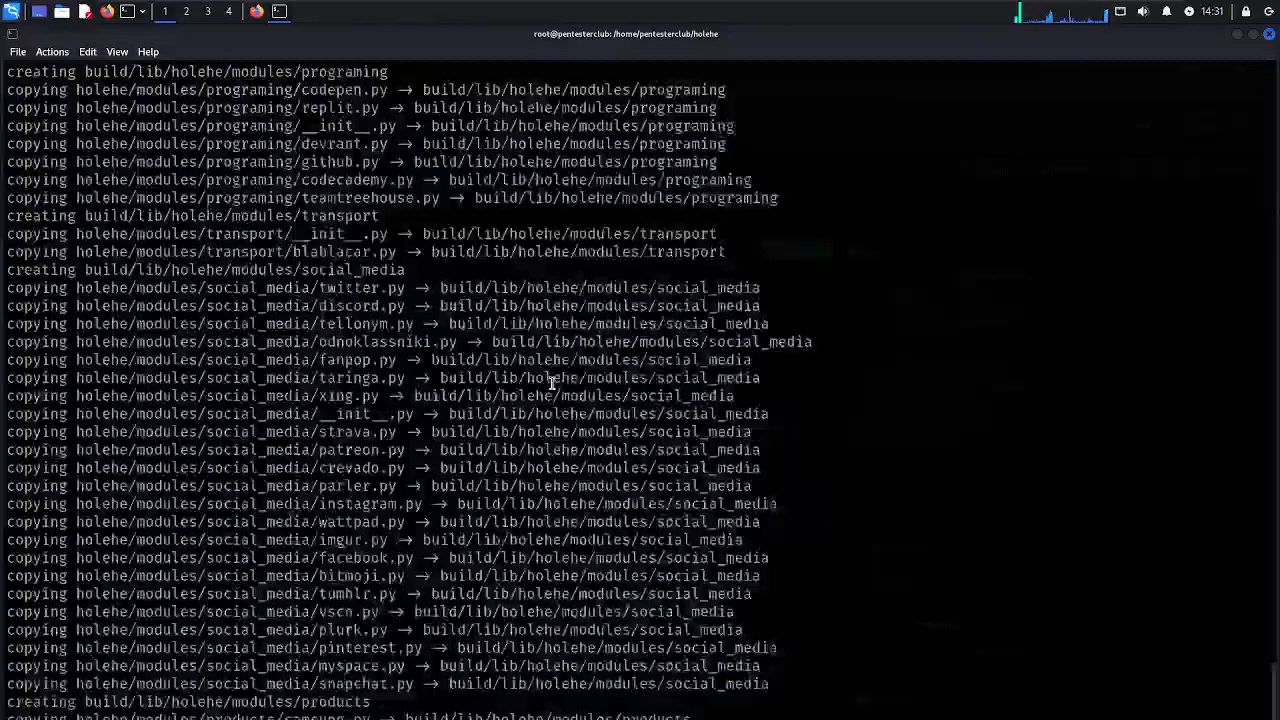 1 2 3 4 14:31
root@pentesterclub: /home/pentesterclub/holehe
File Actions Edit View Help
creating build/lib/holehe/modules/programing
copying holehe/modules/programing/codepen.py → build/lib/holehe/modules/programing
copying holehe/modules/programing/replit.py → build/lib/holehe/modules/programing
copying holehe/modules/programing/__init__.py → build/lib/holehe/modules/programing
copying holehe/modules/programing/devrant.py → build/lib/holehe/modules/programing
copying holehe/modules/programing/github.py → build/lib/holehe/modules/programing
copying holehe/modules/programing/codecademy.py → build/lib/holehe/modules/programing
copying holehe/modules/programing/teamtreehouse.py → build/lib/holehe/modules/programing
creating build/lib/holehe/modules/transport
copying holehe/modules/transport/__init__.py → build/lib/holehe/modules/transport
copying holehe/modules/transport/blablacar.py → build/lib/holehe/modules/transport
creating build/lib/holehe/modules/social_media
copying holehe/modules/social_media/twitter.py → build/lib/holehe/modules/social_media
copying holehe/modules/social_media/discord.py → build/lib/holehe/modules/social_media
copying holehe/modules/social_media/tellonym.py → build/lib/holehe/modules/social_media
copying holehe/modules/social_media/odnoklassniki.py → build/lib/holehe/modules/social_media
copying holehe/modules/social_media/fanpop.py → build/lib/holehe/modules/social_media
copying holehe/modules/social_media/taringa.py → build/lib/holehe/modules/social_media
copying holehe/modules/social_media/xing.py → build/lib/holehe/modules/social_media
copying holehe/modules/social_media/__init__.py → build/lib/holehe/modules/social_media
copying holehe/modules/social_media/strava.py → build/lib/holehe/modules/social_media
copying holehe/modules/social_media/patreon.py → build/lib/holehe/modules/social_media
copying holehe/modules/social_media/crevado.py → build/lib/holehe/modules/social_media
copying holehe/modules/social_media/parler.py → build/lib/holehe/modules/social_media
copying holehe/modules/social_media/instagram.py → build/lib/holehe/modules/social_media
copying holehe/modules/social_media/wattpad.py → build/lib/holehe/modules/social_media
copying holehe/modules/social_media/imgur.py → build/lib/holehe/modules/social_media
copying holehe/modules/social_media/facebook.py → build/lib/holehe/modules/social_media
copying holehe/modules/social_media/bitmoji.py → build/lib/holehe/modules/social_media
copying holehe/modules/social_media/tumblr.py → build/lib/holehe/modules/social_media
copying holehe/modules/social_media/vsco.py → build/lib/holehe/modules/social_media
copying holehe/modules/social_media/plurk.py → build/lib/holehe/modules/social_media
copying holehe/modules/social_media/pinterest.py → build/lib/holehe/modules/social_media
copying holehe/modules/social_media/myspace.py → build/lib/holehe/modules/social_media
copying holehe/modules/social_media/snapchat.py → build/lib/holehe/modules/social_media
creating build/lib/holehe/modules/products
copying holehe/modules/products/samsung.py → build/lib/holehe/modules/products